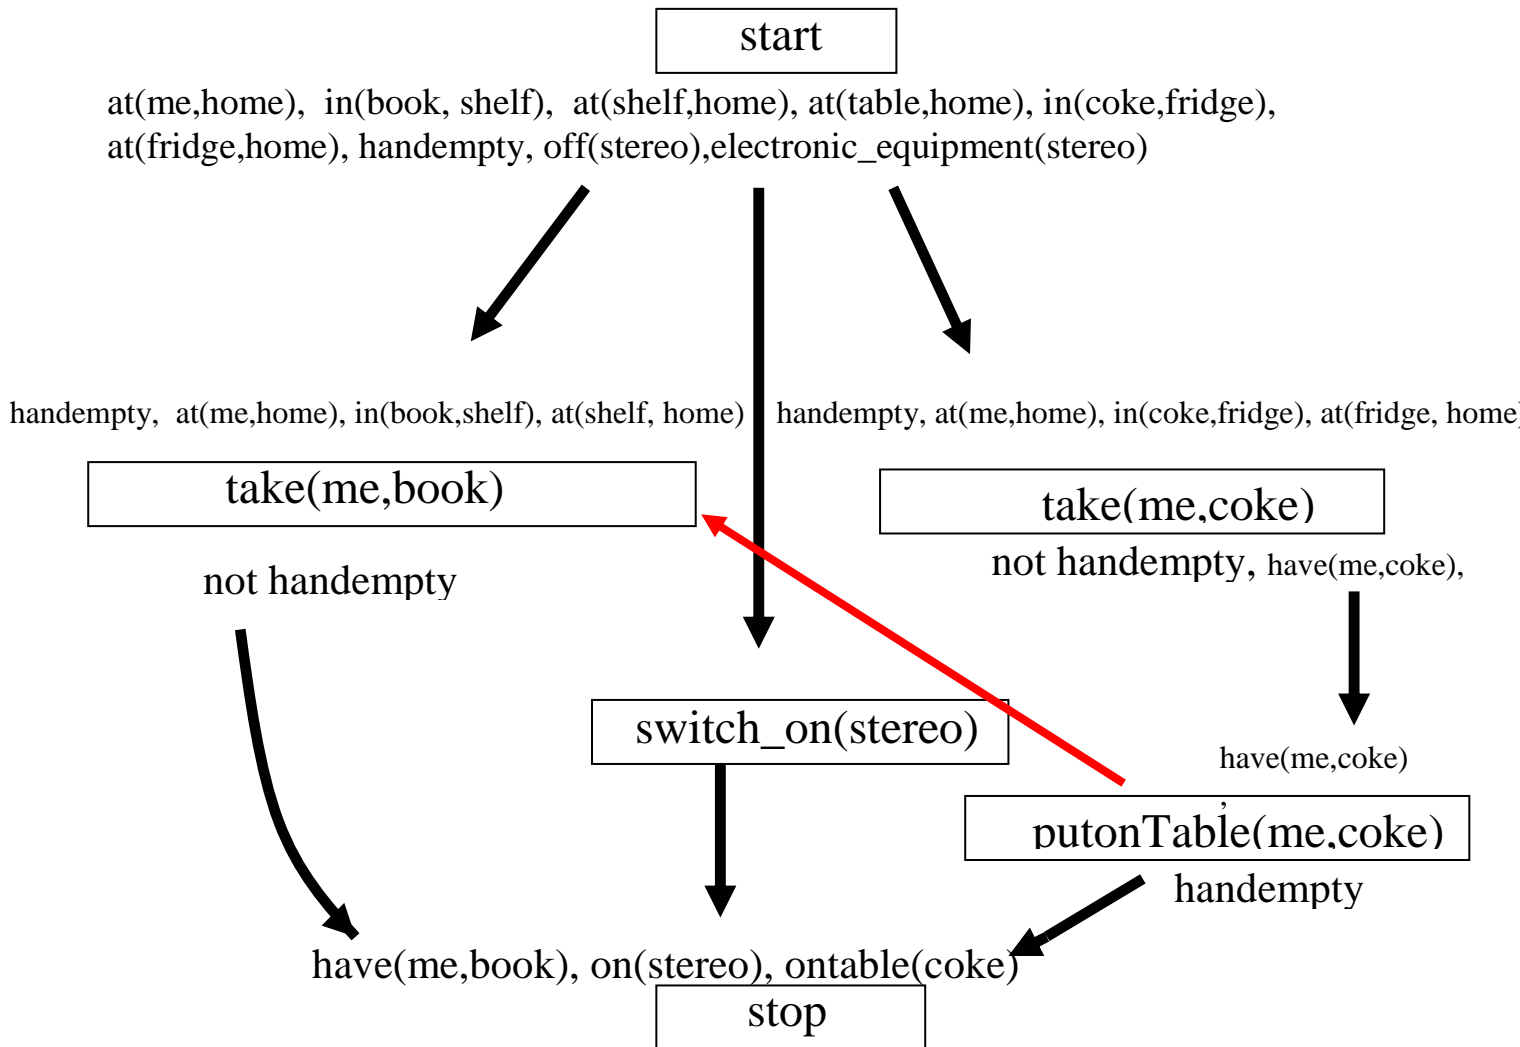 start
at(me,home), in(book, shelf), at(shelf,home), at(table,home), in(coke,fridge),
at(fridge,home), handempty, off(stereo),electronic_equipment(stereo)
handempty, at(me,home), in(book,shelf), at(shelf, home)
handempty, at(me,home), in(coke,fridge), at(fridge, home)
take(me,book)
take(me,coke)
not handempty
not handempty, have(me,coke),
switch_on(stereo)
have(me,coke)
,
putonTable(me,coke)
handempty
have(me,book), on(stereo), ontable(coke)
stop